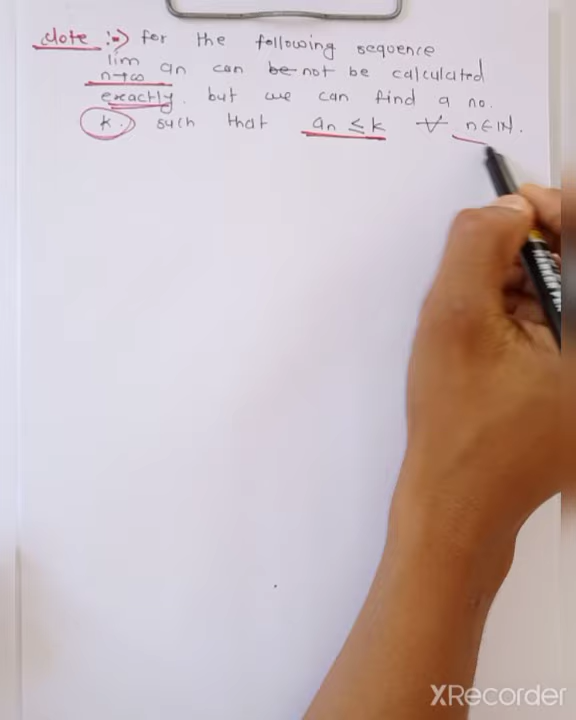 Note :-> for the following sequence
lim n→∞ an can be not be calculated
exactly. but we can find a no.
k. such that an ≤ k ∀ n∈IN.
XRecorder